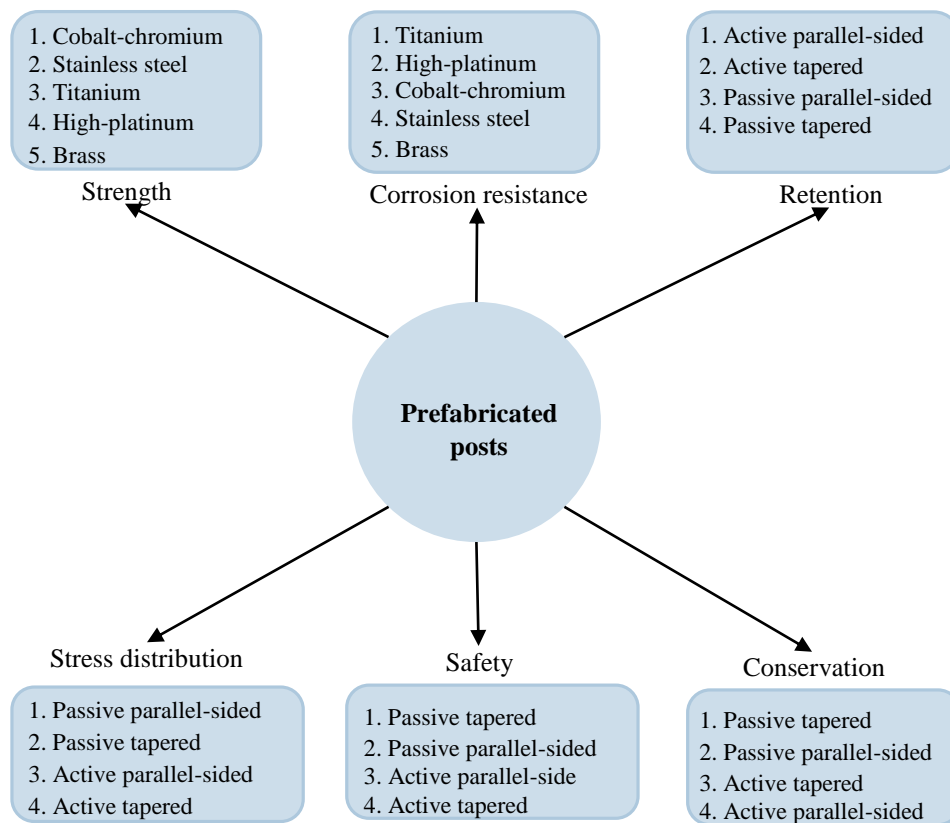 1. Cobalt-chromium
2. Stainless steel
3. Titanium
4. High-platinum
5. Brass
Strength
1. Titanium
2. High-platinum
3. Cobalt-chromium
4. Stainless steel
5. Brass
Corrosion resistance
1. Active parallel-sided
2. Active tapered
3. Passive parallel-sided
4. Passive tapered
Retention
Prefabricated
posts
Stress distribution
1. Passive parallel-sided
2. Passive tapered
3. Active parallel-sided
4. Active tapered
Safety
1. Passive tapered
2. Passive parallel-sided
3. Active parallel-side
4. Active tapered
Conservation
1. Passive tapered
2. Passive parallel-sided
3. Active tapered
4. Active parallel-sided